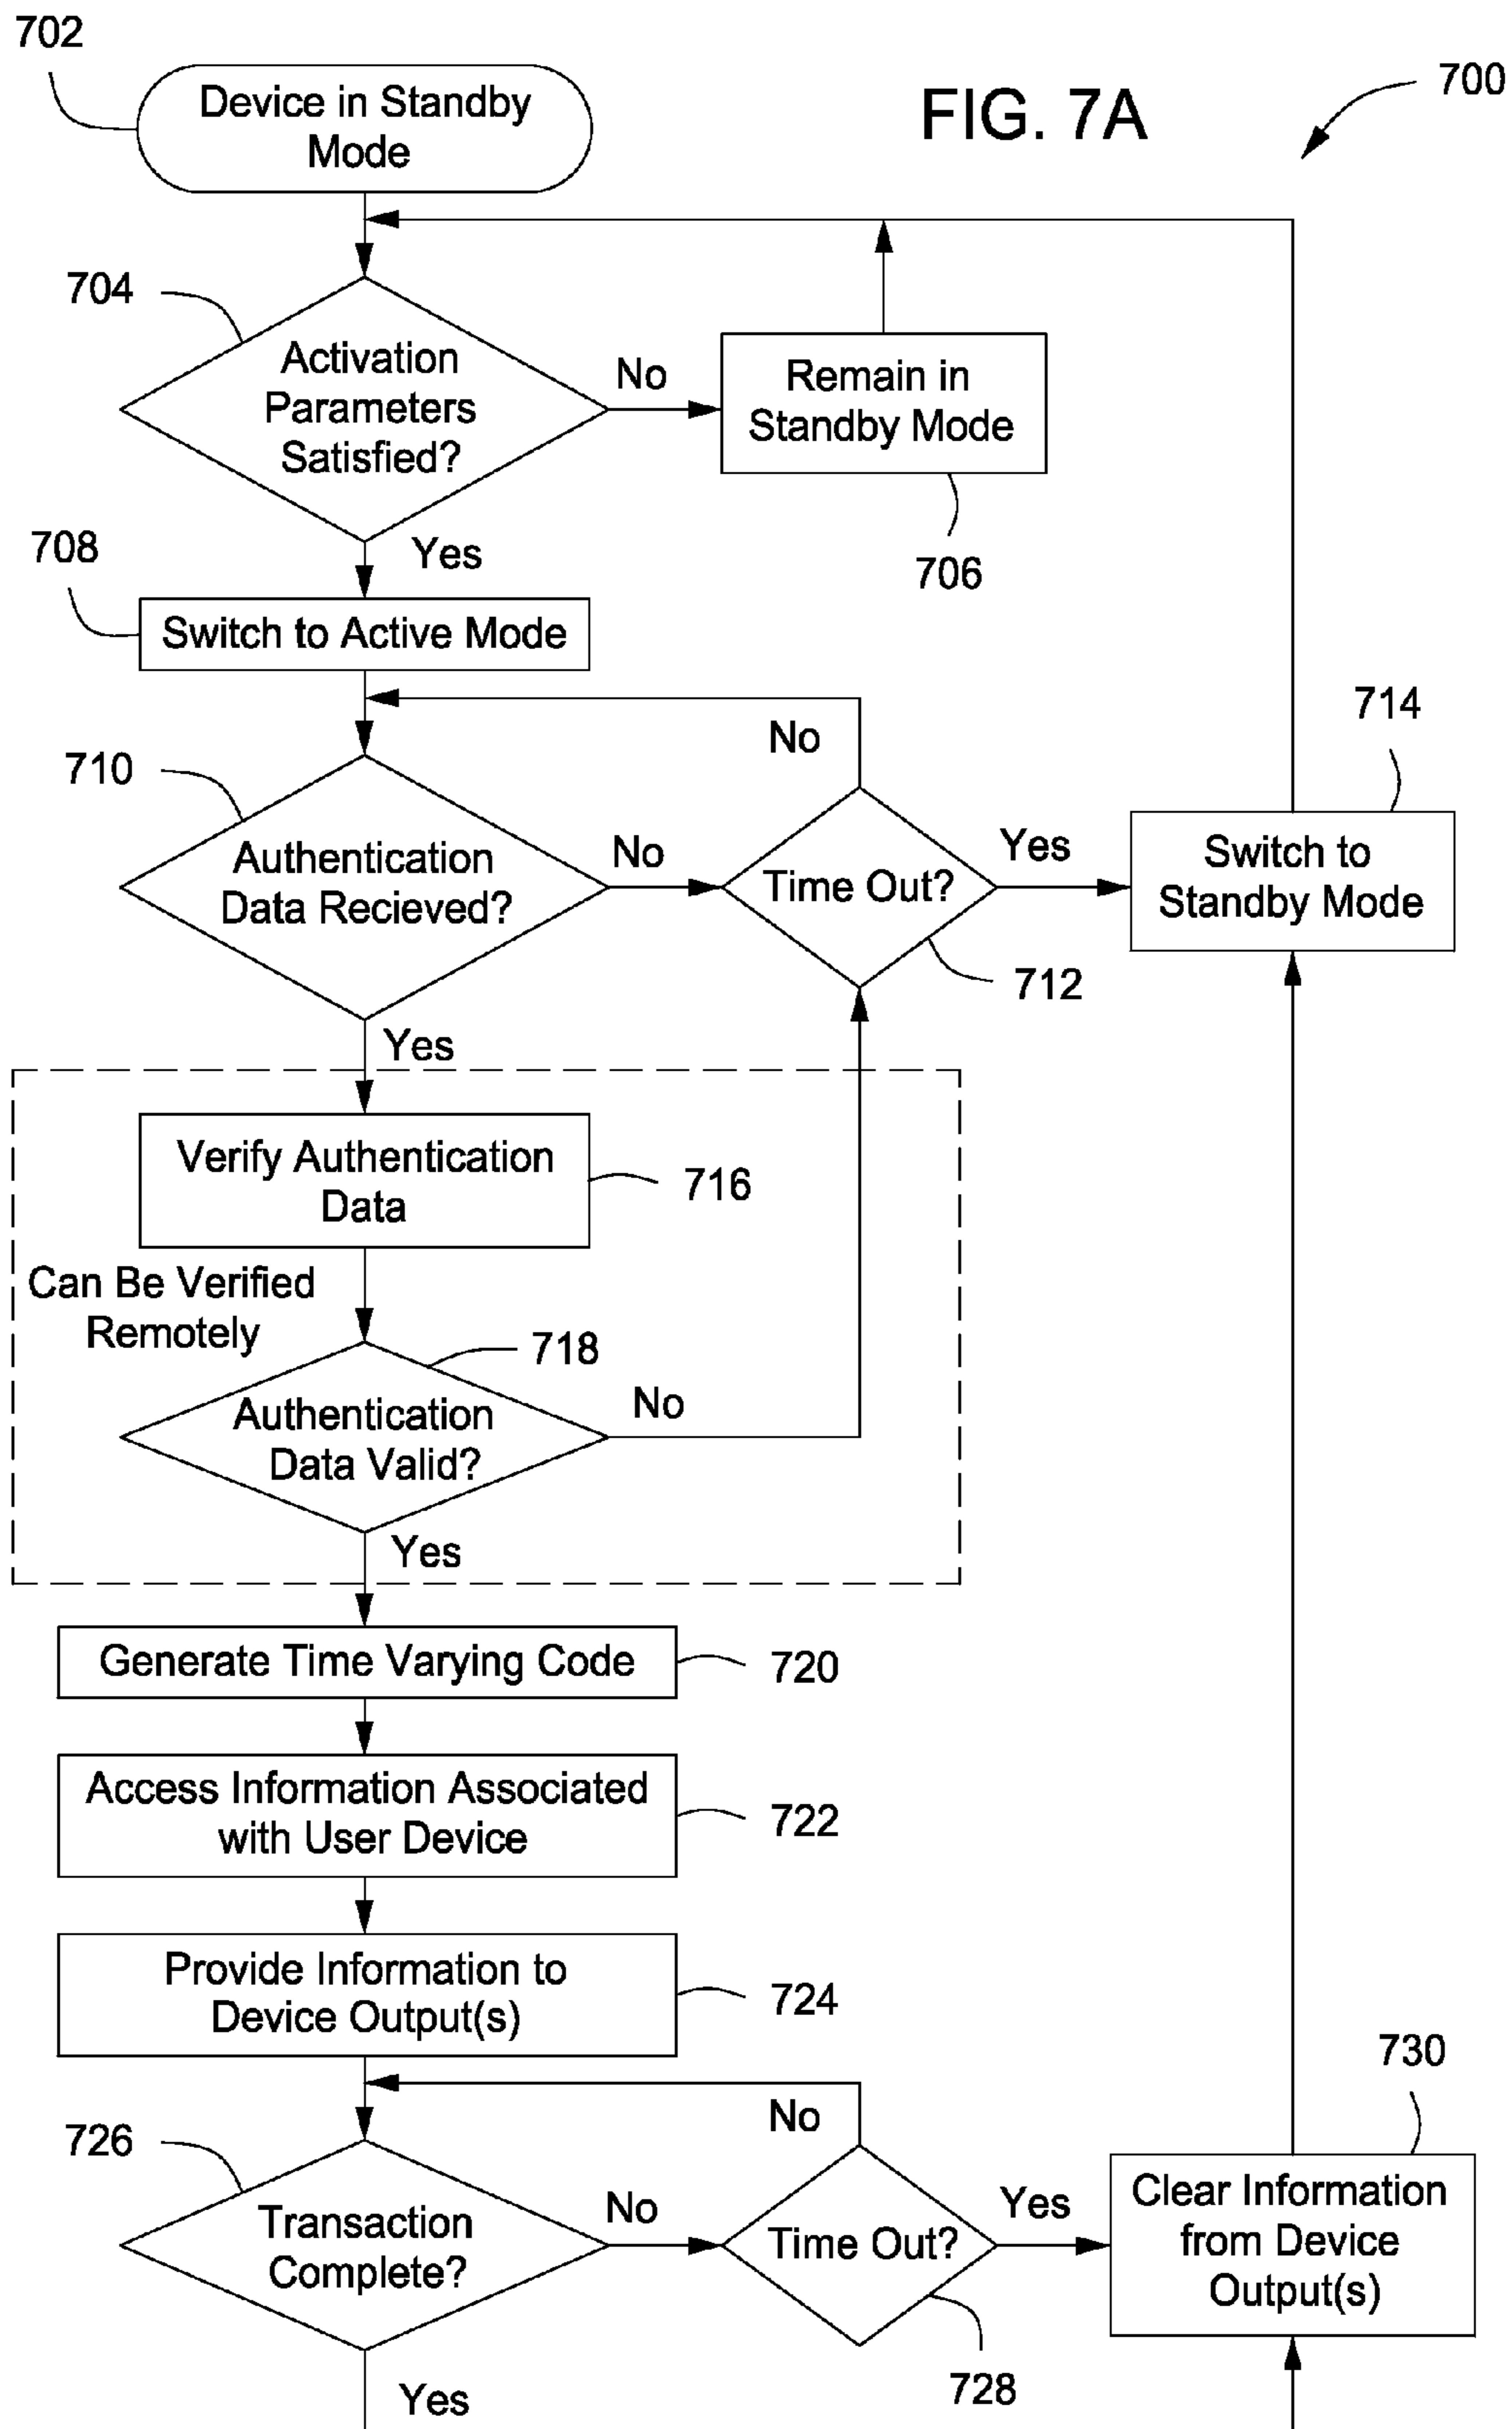 702
Device in Standby
Mode
FIG. 7A
700
704
Activation
Parameters
Satisfied?
No
Remain in
Standby Mode
706
Yes
708
Switch to Active Mode
No
714
710
Authentication
Data Recieved?
No
Time Out?
Yes
Switch to
Standby Mode
712
Yes
Verify Authentication
Data
716
Can Be Verified
Remotely
718
Authentication
Data Valid?
No
Yes
Generate Time Varying Code
720
Access Information Associated
with User Device
722
Provide Information to
Device Output(s)
724
730
No
726
Transaction
Complete?
No
Time Out?
Yes
Clear Information
from Device
Output(s)
728
Yes